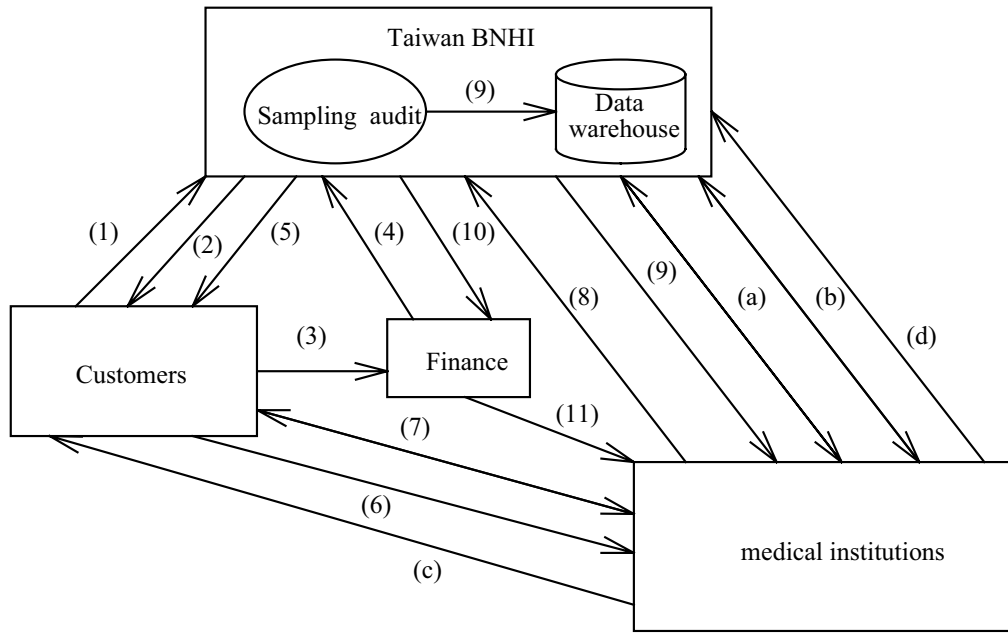 Taiwan BNHI
(9)
Sampling audit
Data
warehouse
(1)
(2)
(5)
(4)
(10)
(8)
(9)
(a)
(b)
(d)
(3)
Customers
Finance
(11)
(7)
(6)
(c)
medical institutions